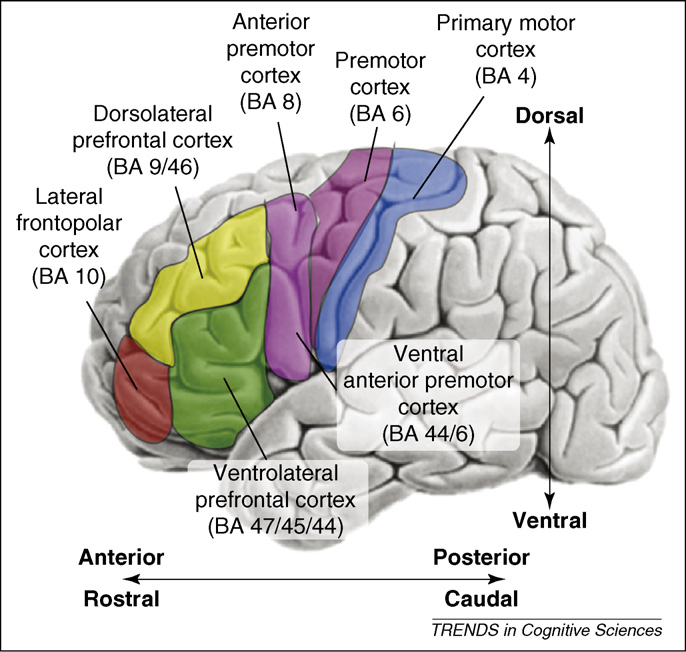 Anterior
premotor
cortex
(BA 8)
Primary motor
cortex
(BA 4)
Premotor
cortex
(BA 6)
Dorsolateral
prefrontal cortex
(BA 9/46)
Dorsal
Lateral
frontopolar
cortex
(BA 10)
Ventral
anterior premotor
cortex
(BA 44/6)
Ventrolateral
prefrontal cortex
(BA 47/45/44)
Ventral
Anterior
Posterior
Rostral
Caudal
TRENDS in Cognitive Sciences